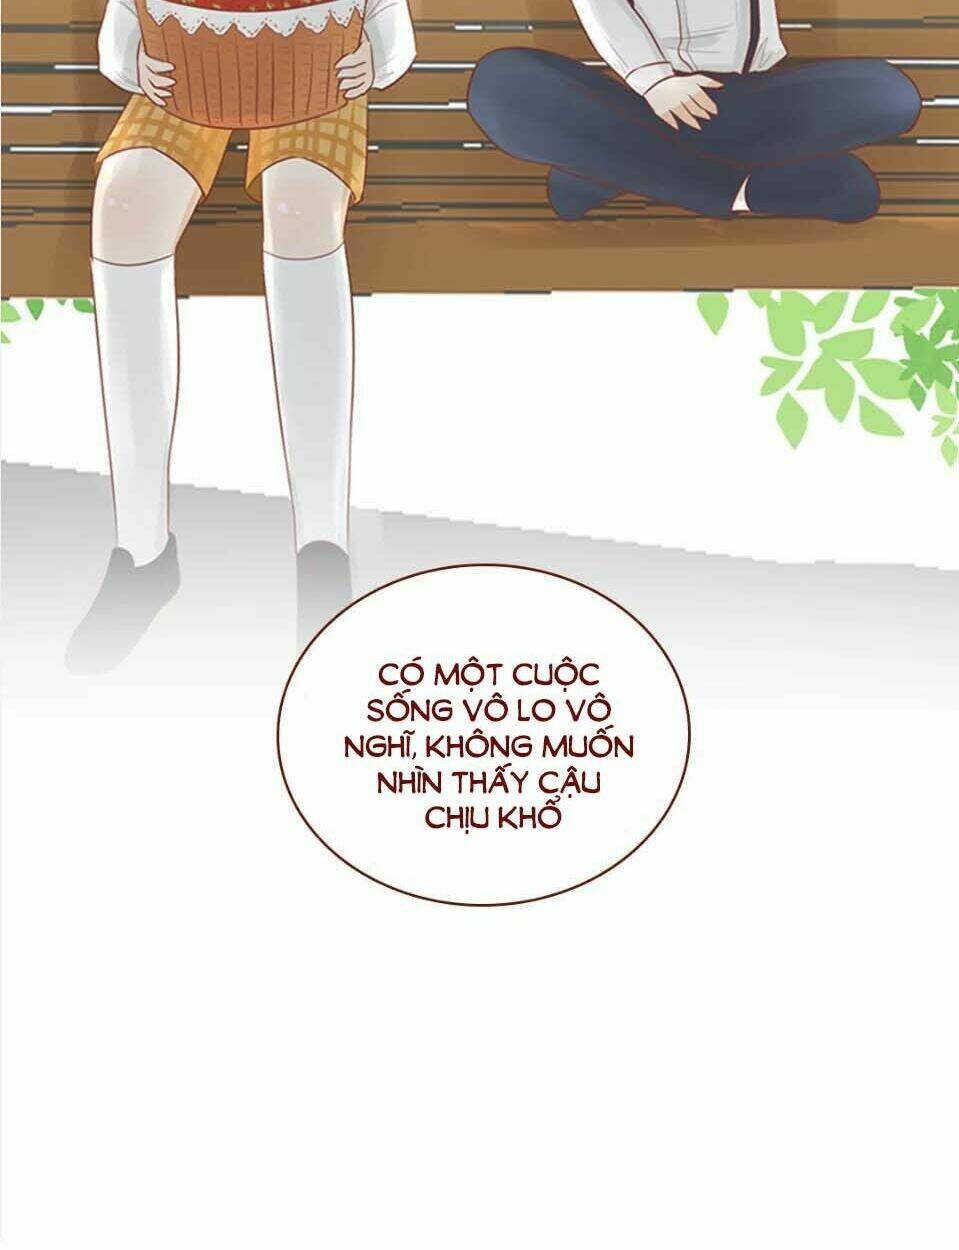 CÓ MỘT CUỘC
SỐNG VÔ LO VÔ
NGHĨ, KHÔNG MUỐN
NHÌN THẤY CẬU
CHỊU KHỔ